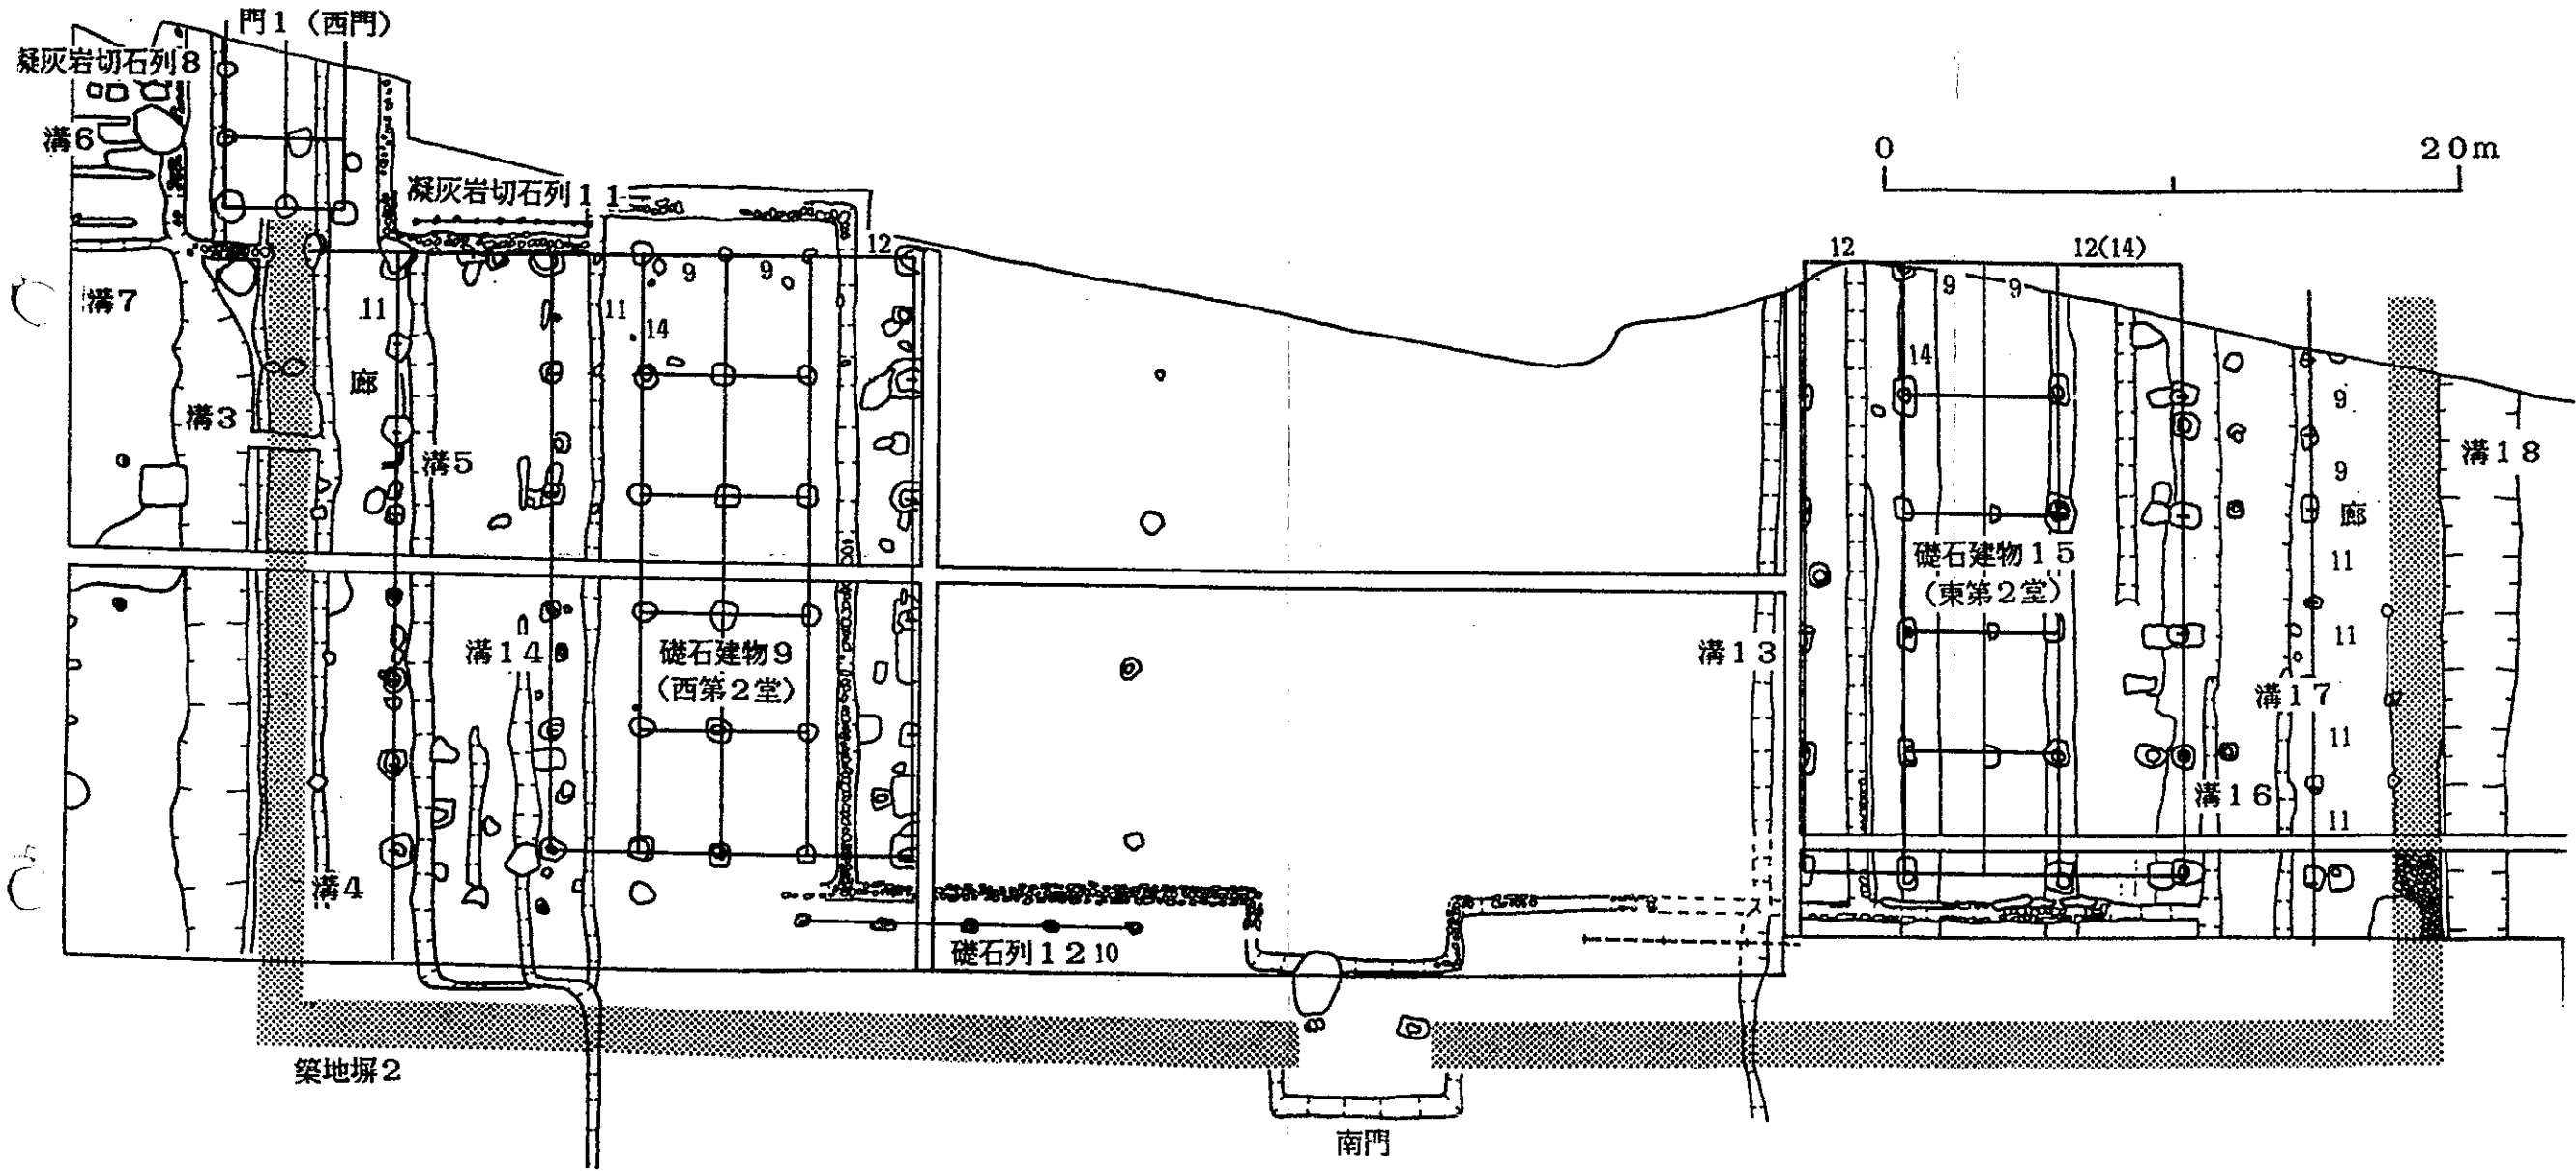 門1（西門）
凝灰岩切石列8
溝6
凝灰岩切石列11
溝7
溝3
廊
11
溝5
11
14
9
9
12
溝14
礎石建物9
（西第2堂）
溝4
礎石列12
10
築地塀2
南門
8
溝13
0
20m
12
12(14)
9
9
14
礎石建物15
（東第2堂）
9
9
廊
11
11
溝17
11
溝16
11
溝18